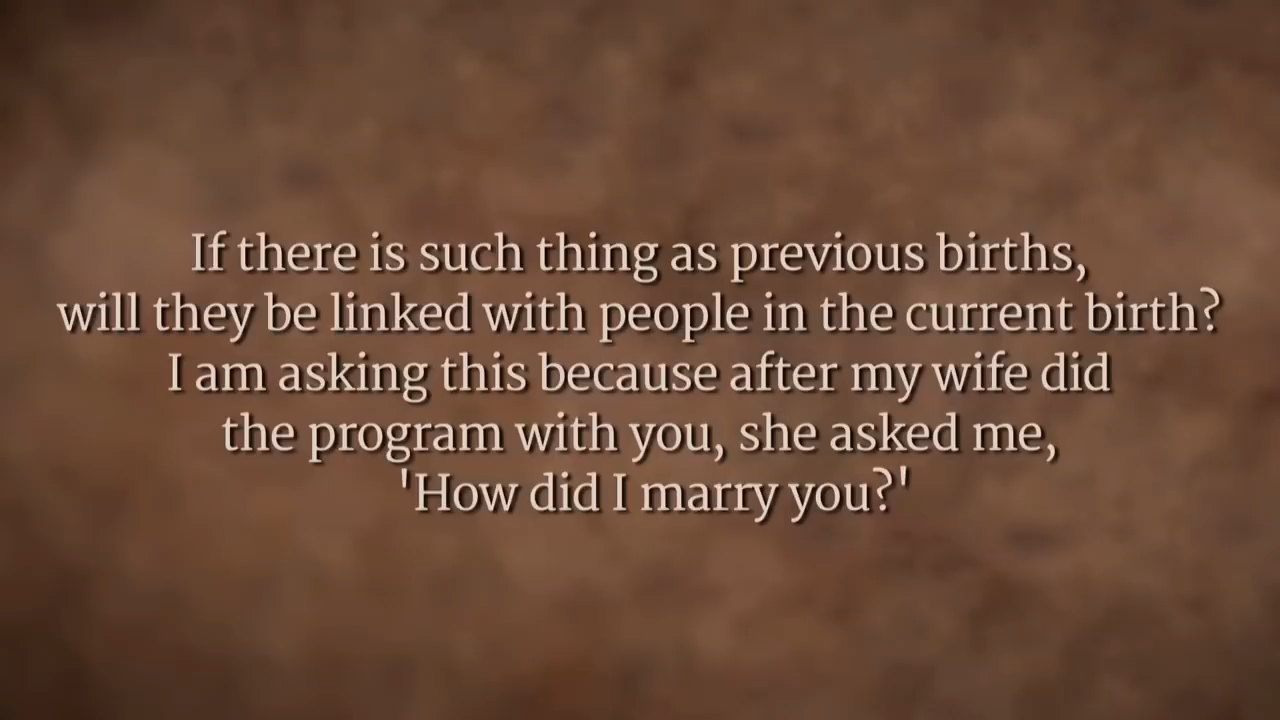 If there is such thing as previous births,
will they be linked with people in the current birth?
I am asking this because after my wife did
the program with you, she asked me,
'How did I marry you?'